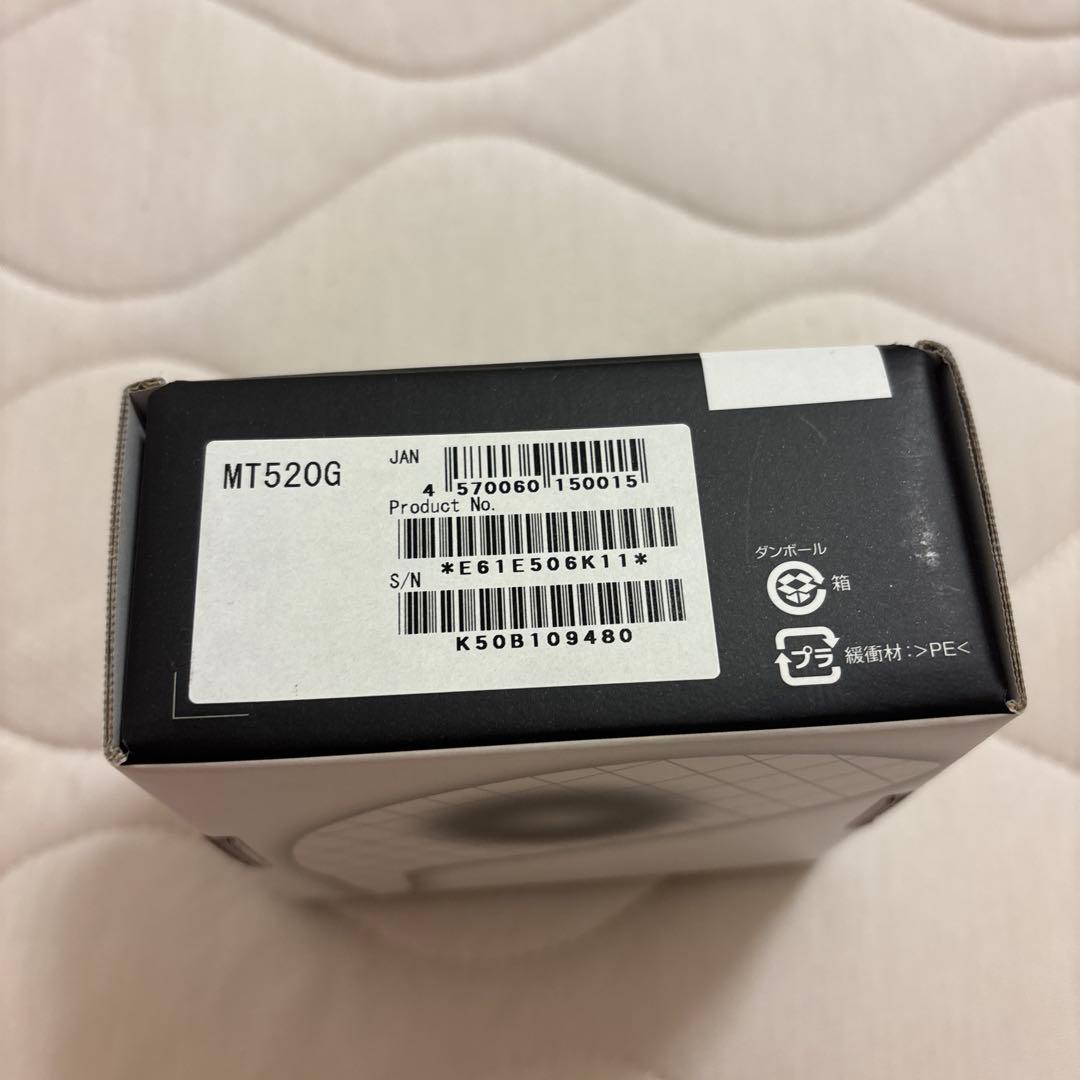 MT520G
JAN
4 570060 150015
Product No.
*E61E506K11*
S/N
K50B109480
ダンボール
箱
プラ 緩衝材:>PE<